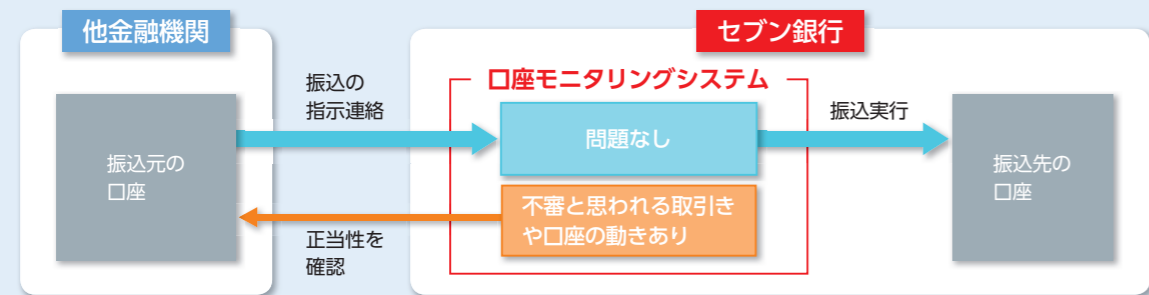 他金融機関
セブン銀行
振込の
指示連絡
口座モニタリングシステム
問題なし
振込実行
振込元の
口座
振込先の
口座
不審と思われる取引き
や口座の動きあり
正当性を
確認